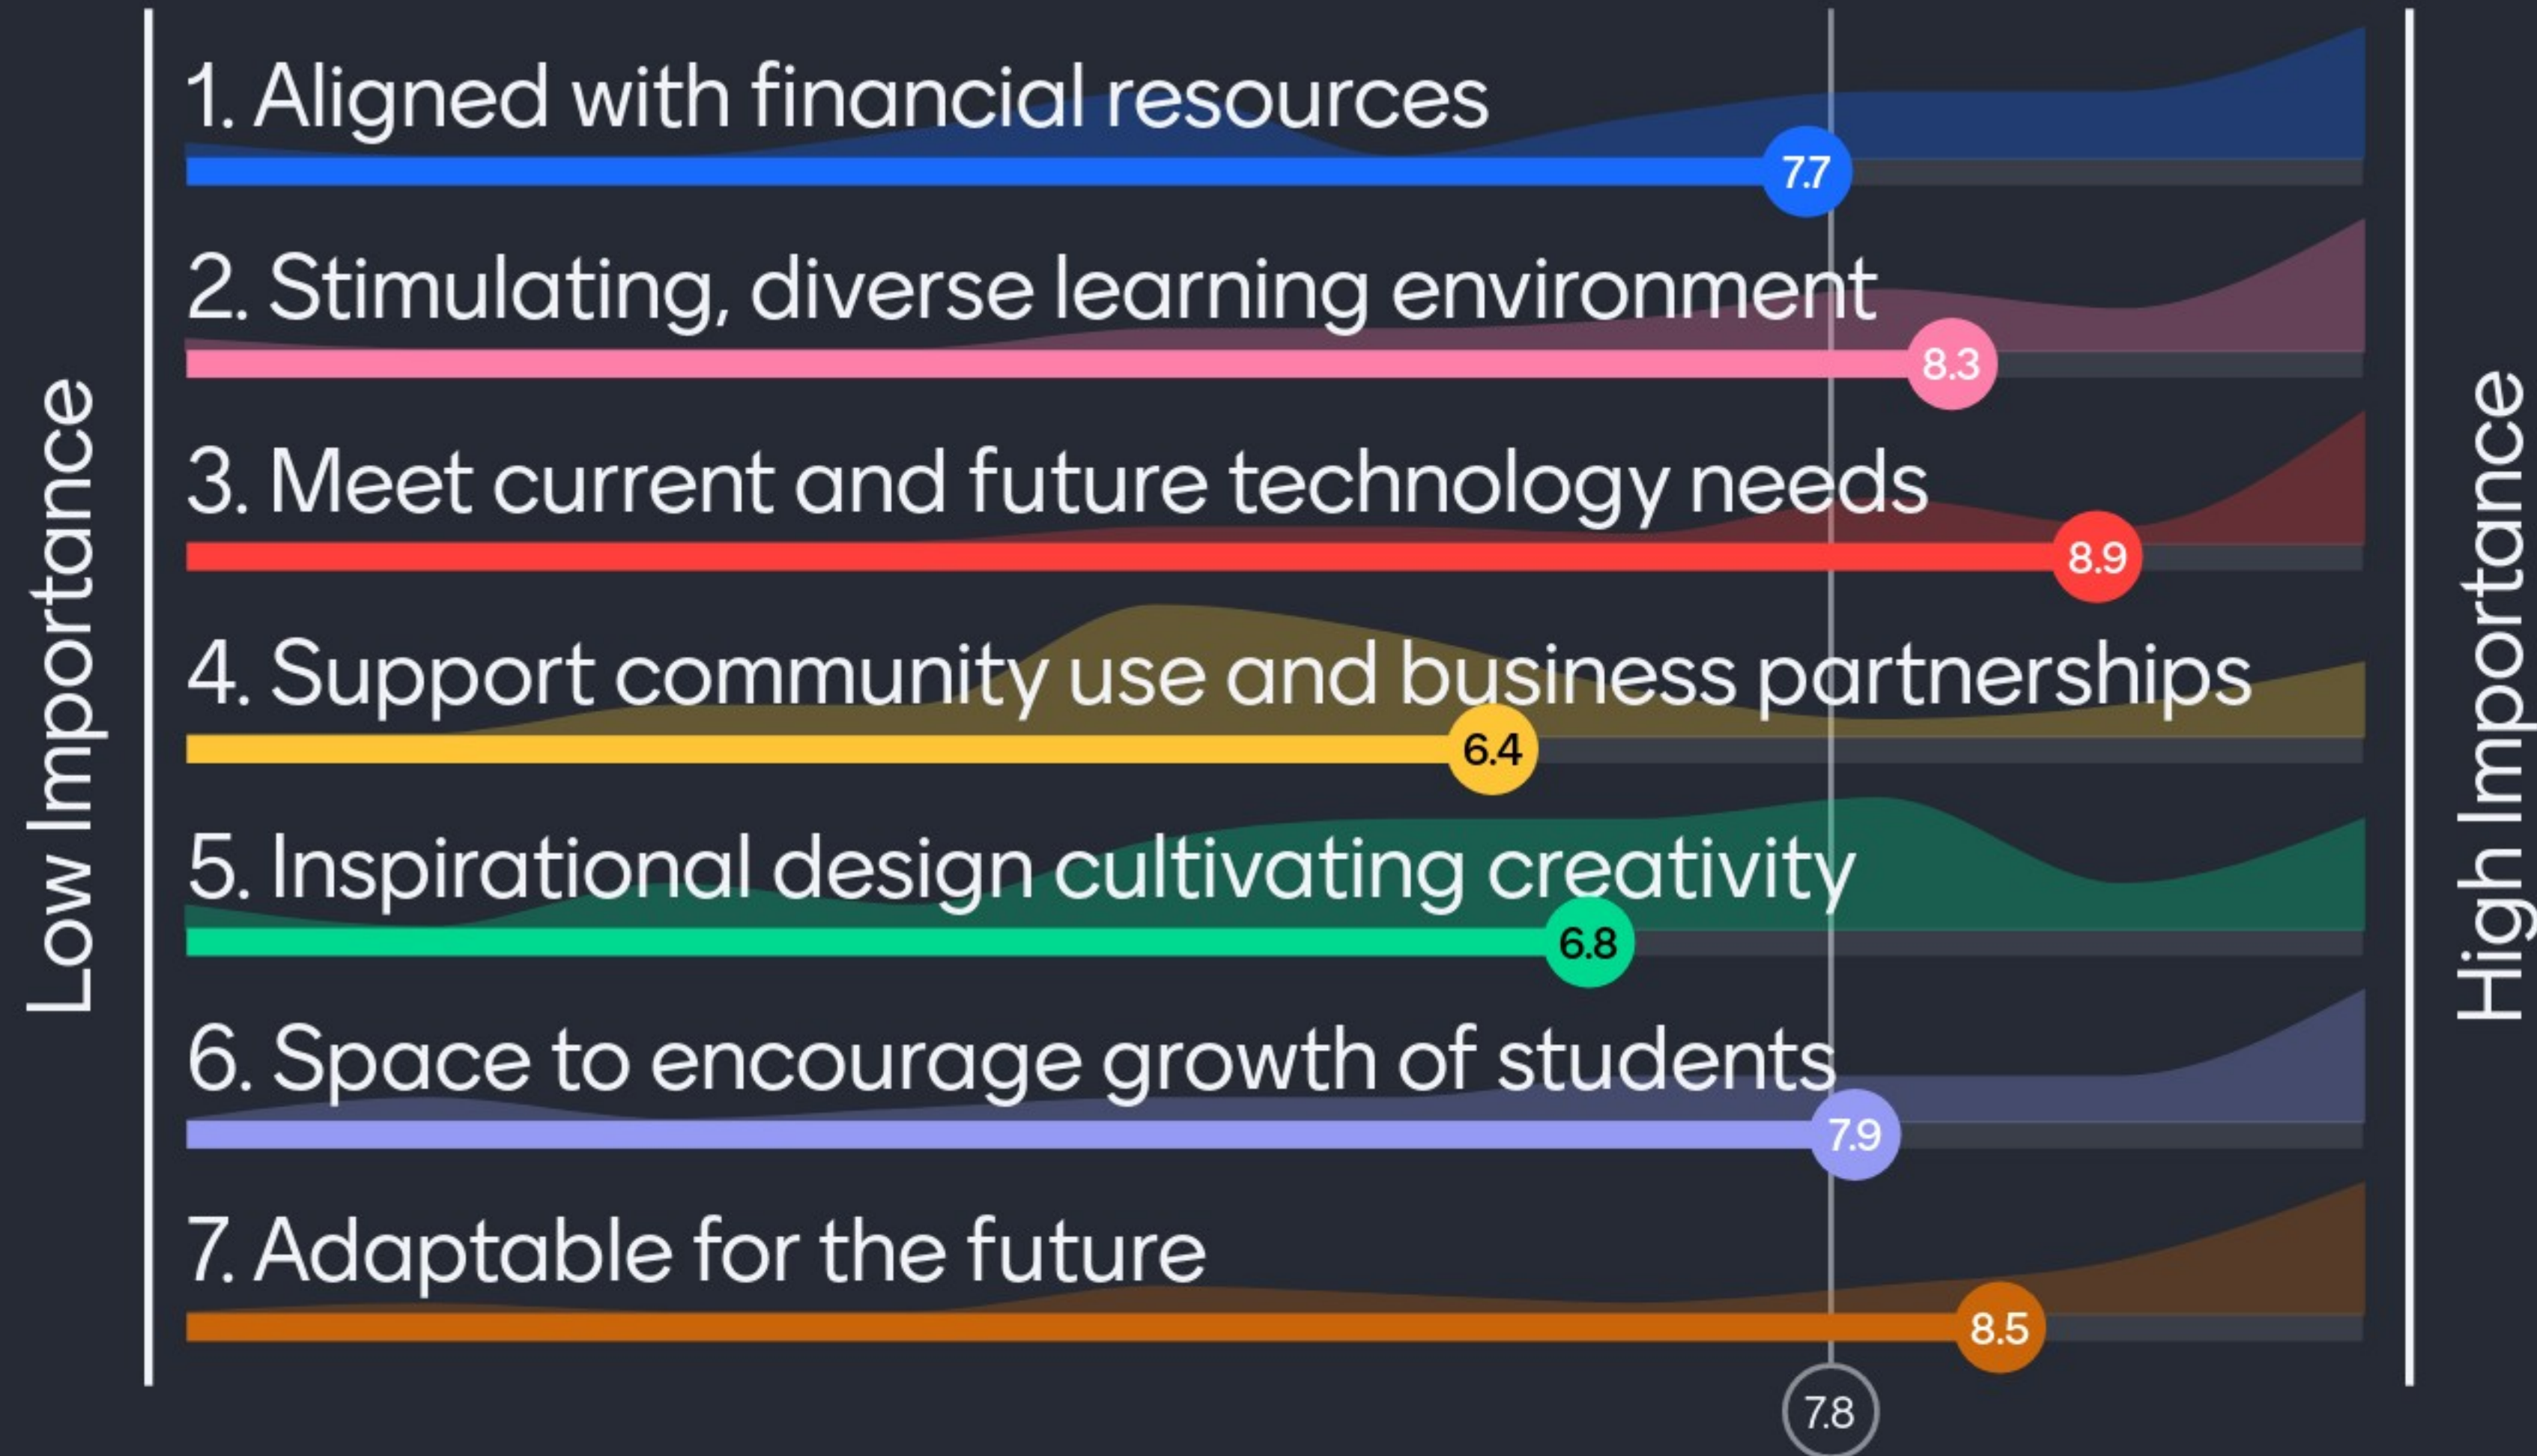 Low Importance
1. Aligned with financial resources
7.7
2. Stimulating, diverse learning environment
8.3
3. Meet current and future technology needs
8.9
4. Support community use and business partnerships
6.4
5. Inspirational design cultivating creativity
6.8
6. Space to encourage growth of students
7.9
7. Adaptable for the future
8.5
7.8
High Importance